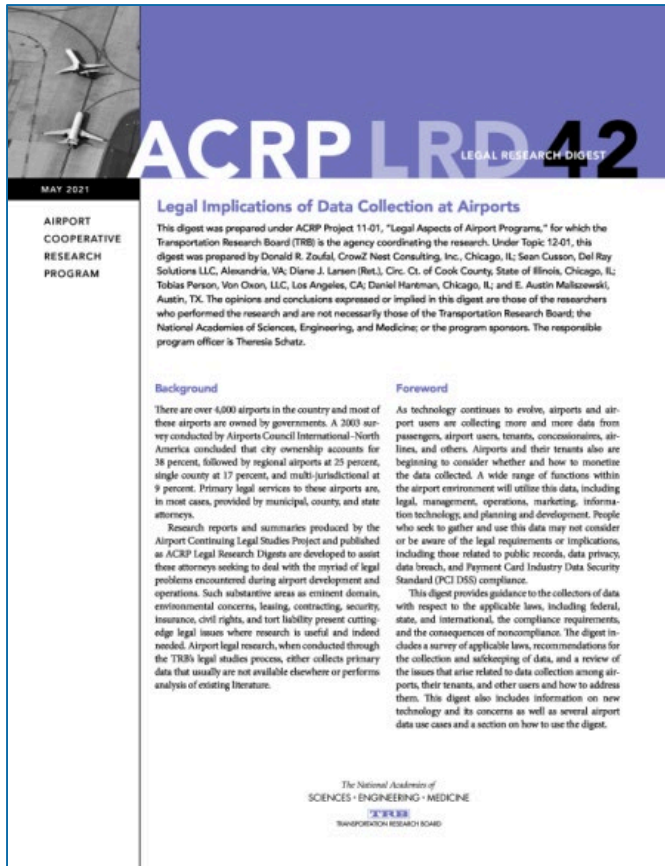 ACRP LRD 42
LEGAL RESEARCH DIGEST
MAY 2021
AIRPORT
COOPERATIVE
RESEARCH
PROGRAM
Legal Implications of Data Collection at Airports
This digest was prepared under ACRP Project 11-01, "Legal Aspects of Airport Programs," for which the
Transportation Research Board (TRB) is the agency coordinating the research. Under Topic 12-01, this
digest was prepared by Donald R. Zoufal, CrowZ Nest Consulting, Inc., Chicago, IL; Sean Cusson, Del Ray
Solutions LLC, Alexandria, VA; Diane J. Larsen (Ret.), Circ. Ct. of Cook County, State of Illinois, Chicago, IL;
Tobias Person, Von Oxon, LLC, Los Angeles, CA; Daniel Hantman, Chicago, IL; and E. Austin Maliszewski,
Austin, TX. The opinions and conclusions expressed or implied in this digest are those of the researchers
who performed the research and are not necessarily those of the Transportation Research Board; the
National Academies of Sciences, Engineering, and Medicine; or the program sponsors. The responsible
program officer is Theresia Schatz.
Background
There are over 4,000 airports in the country and most of
these airports are owned by governments. A 2003 sur-
vey conducted by Airports Council International–North
America concluded that city ownership accounts for
38 percent, followed by regional airports at 25 percent,
single county at 17 percent, and multi-jurisdictional at
9 percent. Primary legal services to these airports are,
in most cases, provided by municipal, county, and state
attorneys.
Research reports and summaries produced by the
Airport Continuing Legal Studies Project and published
as ACRP Legal Research Digests are developed to assist
these attorneys seeking to deal with the myriad of legal
problems encountered during airport development and
operations. Such substantive areas as eminent domain,
environmental concerns, leasing, contracting, security,
insurance, civil rights, and tort liability present cutting-
edge legal issues where research is useful and indeed
needed. Airport legal research, when conducted through
the TRB's legal studies process, either collects primary
data that usually are not available elsewhere or performs
analysis of existing literature.
Foreword
As technology continues to evolve, airports and air-
port users are collecting more and more data from
passengers, airport users, tenants, concessionaires, air-
lines, and others. Airports and their tenants also are
beginning to consider whether and how to monetize
the data collected. A wide range of functions within
the airport environment will utilize this data, including
legal, management, operations, marketing, informa-
tion technology, and planning and development. People
who seek to gather and use this data may not consider
or be aware of the legal requirements or implications,
including those related to public records, data privacy,
data breach, and Payment Card Industry Data Security
Standard (PCI DSS) compliance.
This digest provides guidance to the collectors of data
with respect to the applicable laws, including federal,
state, and international, the compliance requirements,
and the consequences of noncompliance. The digest in-
cludes a survey of applicable laws, recommendations for
the collection and safekeeping of data, and a review of
the issues that arise related to data collection among air-
ports, their tenants, and other users and how to address
them. This digest also includes information on new
technology and its concerns as well as several airport
data use cases and a section on how to use the digest.
The National Academies of
SCIENCES • ENGINEERING • MEDICINE
TRB
TRANSPORTATION RESEARCH BOARD